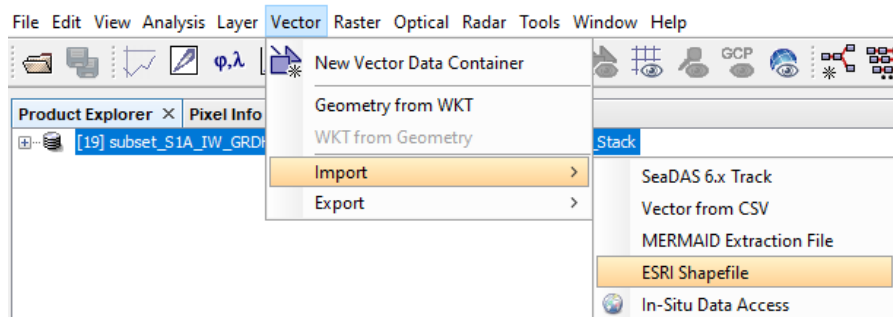 File Edit View Analysis Layer Vector Raster Optical Radar Tools Window Help
φ,λ
GCP
New Vector Data Container
Product Explorer × Pixel Info
Geometry from WKT
[19] subset_S1A_IW_GRD
_Stack
WKT from Geometry
Import >
SeaDAS 6.x Track
Export >
Vector from CSV
MERMAID Extraction File
ESRI Shapefile
In-Situ Data Access